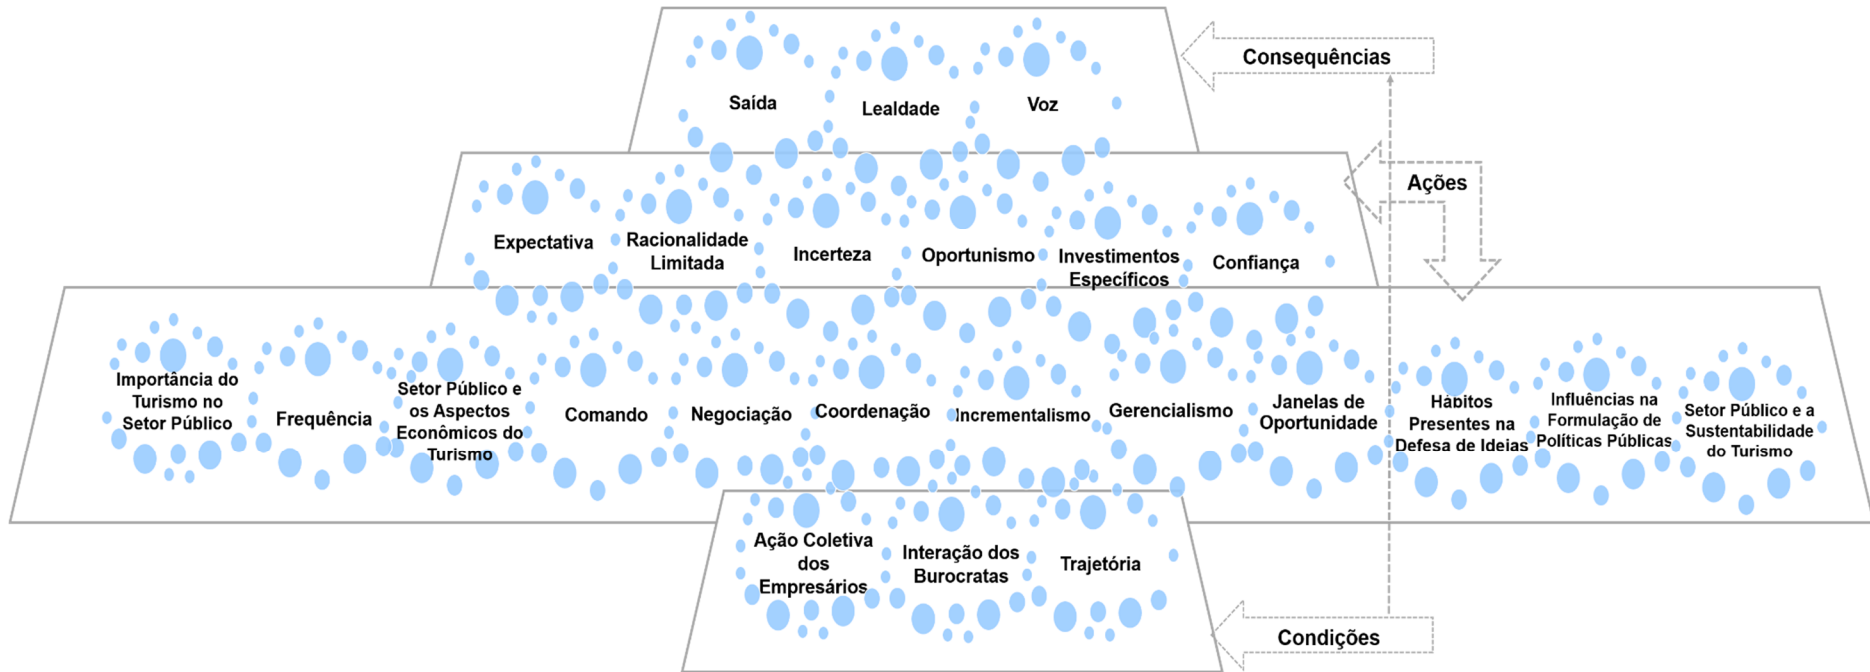 Consequências
Saída
Lealdade
Voz
Ações
Expectativa
Racionalidade
Limitada
Incerteza
Oportunismo
Investimentos
Específicos
Confiança
Importância do
Turismo no
Setor Público
Frequência
Setor Público e
os Aspectos
Econômicos do
Turismo
Comando
Negociação
Coordenação
Incrementalismo
Gerencialismo
Janelas de
Oportunidade
Hábitos
Presentes na
Defesa de Ideias
Influências na
Formulação de
Políticas Públicas
Setor Público e a
Sustentabilidade
do Turismo
Ação Coletiva
dos
Empresários
Interação dos
Burocratas
Trajetória
Condições